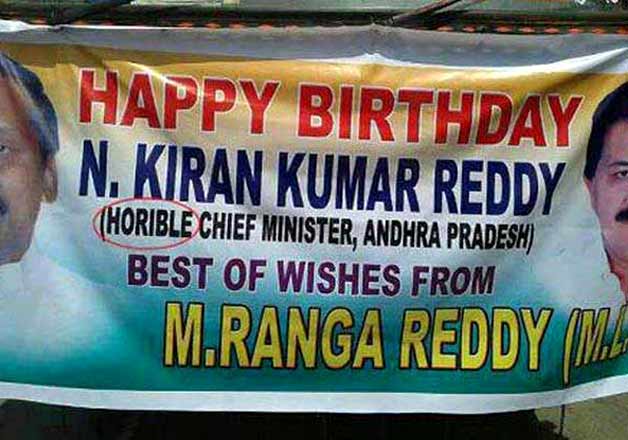 HAPPY BIRTHDAY
N. KIRAN KUMAR REDDY
(HORIBLE CHIEF MINISTER, ANDHRA PRADESH)
BEST OF WISHES FROM
M.RANGA REDDY (M.L